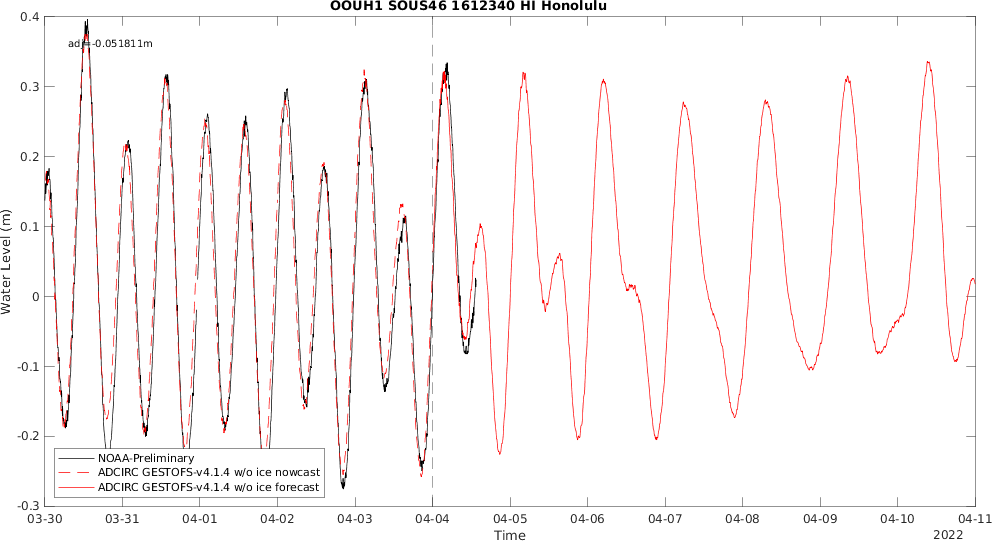 OOUH1 SOUS46 1612340 HI Honolulu
adj=-0.051811m
0.4
0.3
0.2
0.1
0
-0.1
-0.2
-0.3
Water Level (m)
NOAA-Preliminary
ADCIRC GESTOFS-v4.1.4 w/o ice nowcast
ADCIRC GESTOFS-v4.1.4 w/o ice forecast
03-30 03-31 04-01 04-02 04-03 04-04 04-05 04-06 04-07 04-08 04-09 04-10 04-11
Time
2022